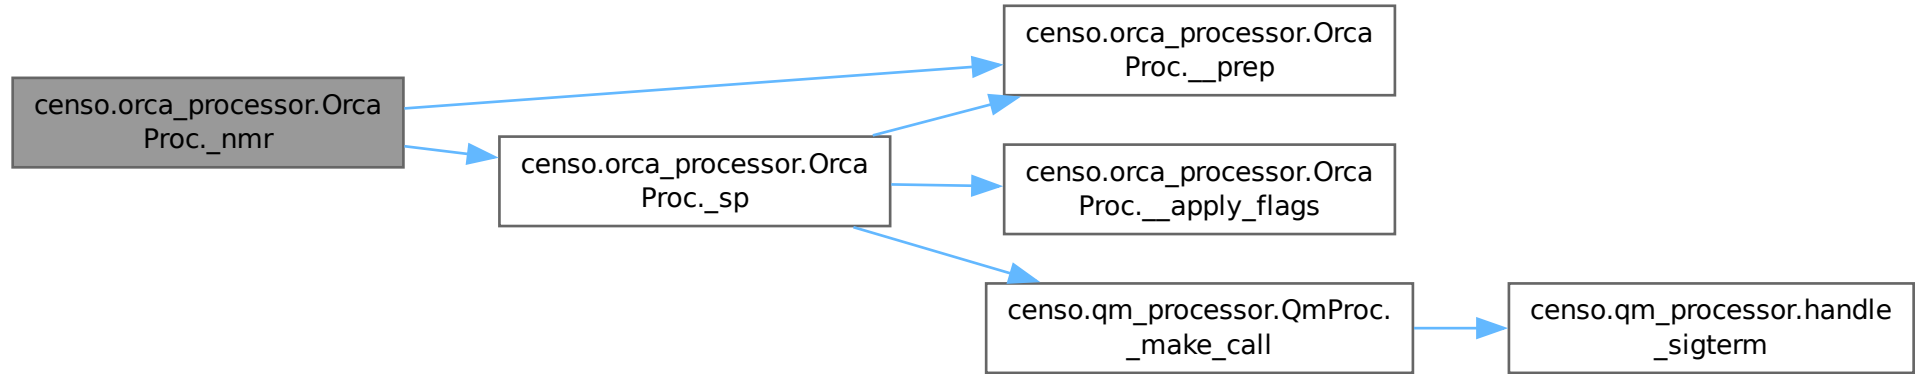 censo.orca_processor.Orca
Proc._nmr
censo.orca_processor.Orca
Proc._sp
censo.orca_processor.Orca
Proc.__prep
censo.orca_processor.Orca
Proc.__apply_flags
censo.qm_processor.QmProc.
_make_call
censo.qm_processor.handle
_sigterm